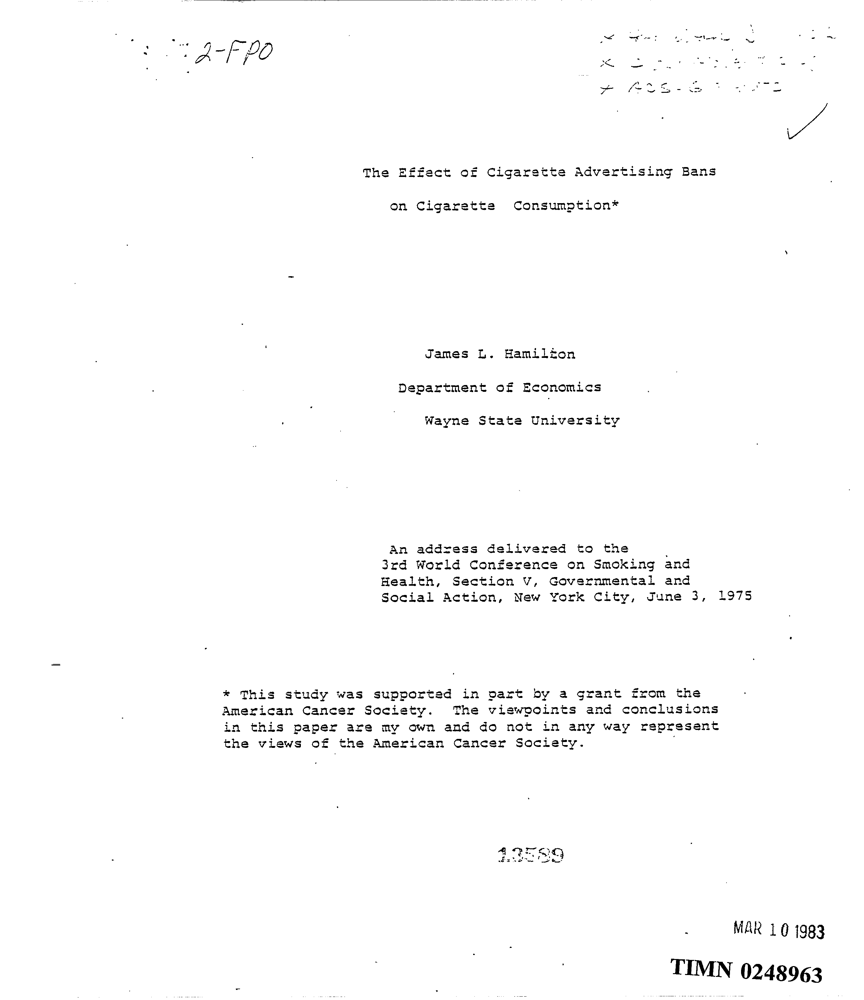 2-FPO
The Effect of Cigarette Advertising Bans
on Cigarette Consumption*
James L. Hamilton
Department of Economics
Wayne State University
An address delivered to the
3rd World Conference on Smoking and
Health, Section V, Governmental and
Social Action, New York City, June 3, 1975
* This study was supported in part by a grant from the
American Cancer Society. The viewpoints and conclusions
in this paper are my own and do not in any way represent
the views of the American Cancer Society.
13589
MAR 10 1983
TIMN 0248963